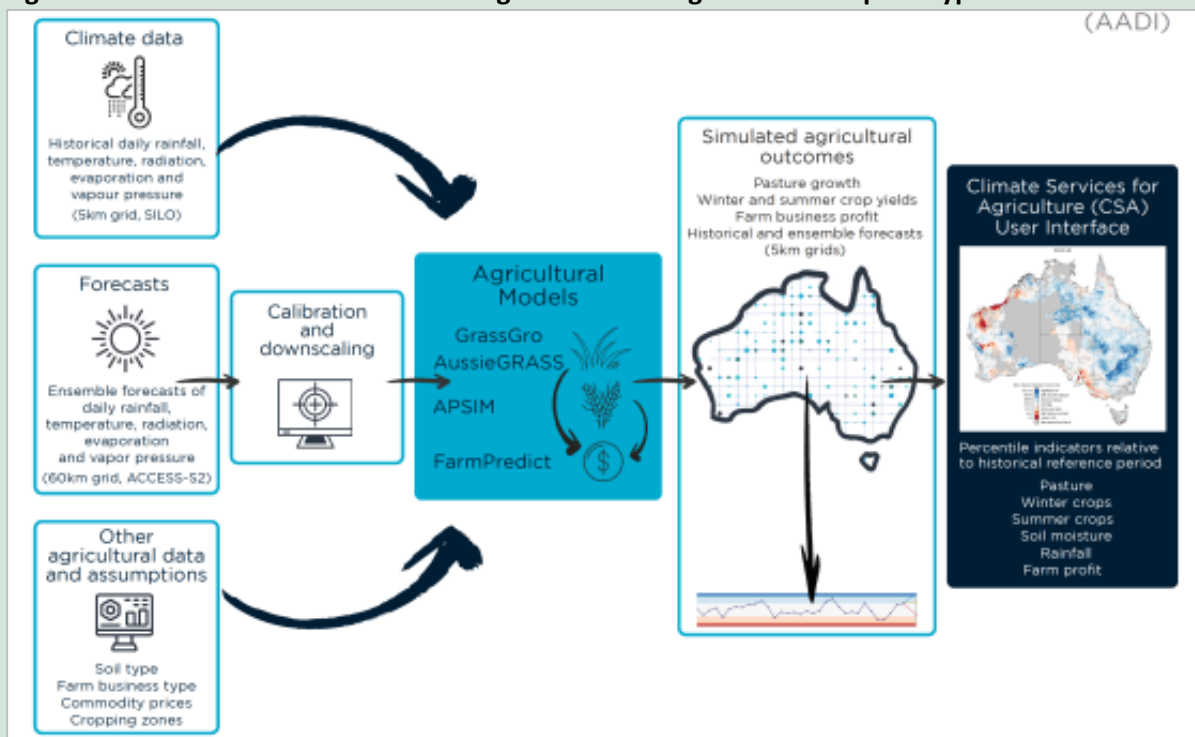 (AADI)
Climate data
Historical daily rainfall,
temperature, radiation,
evaporation and
vapour pressure
(5km grid, SILO)
Forecasts
Ensemble forecasts of
daily rainfall,
temperature, radiation,
evaporation
and vapor pressure
(60km grid, ACCESS-S2)
Other
agricultural data
and assumptions
Soil type
Farm business type
Commodity prices
Cropping zones
Calibration
and
downscaling
Agricultural
Models
GrassGro
AussieGRASS
APSIM
FarmPredict
$
Simulated agricultural
outcomes
Pasture growth
Winter and summer crop yields
Farm business profit
Historical and ensemble forecasts
(5km grids)
Climate Services for
Agriculture (CSA)
User Interface
Percentile indicators relative
to historical reference period
Pasture
Winter crops
Summer crops
Soil moisture
Rainfall
Farm profit